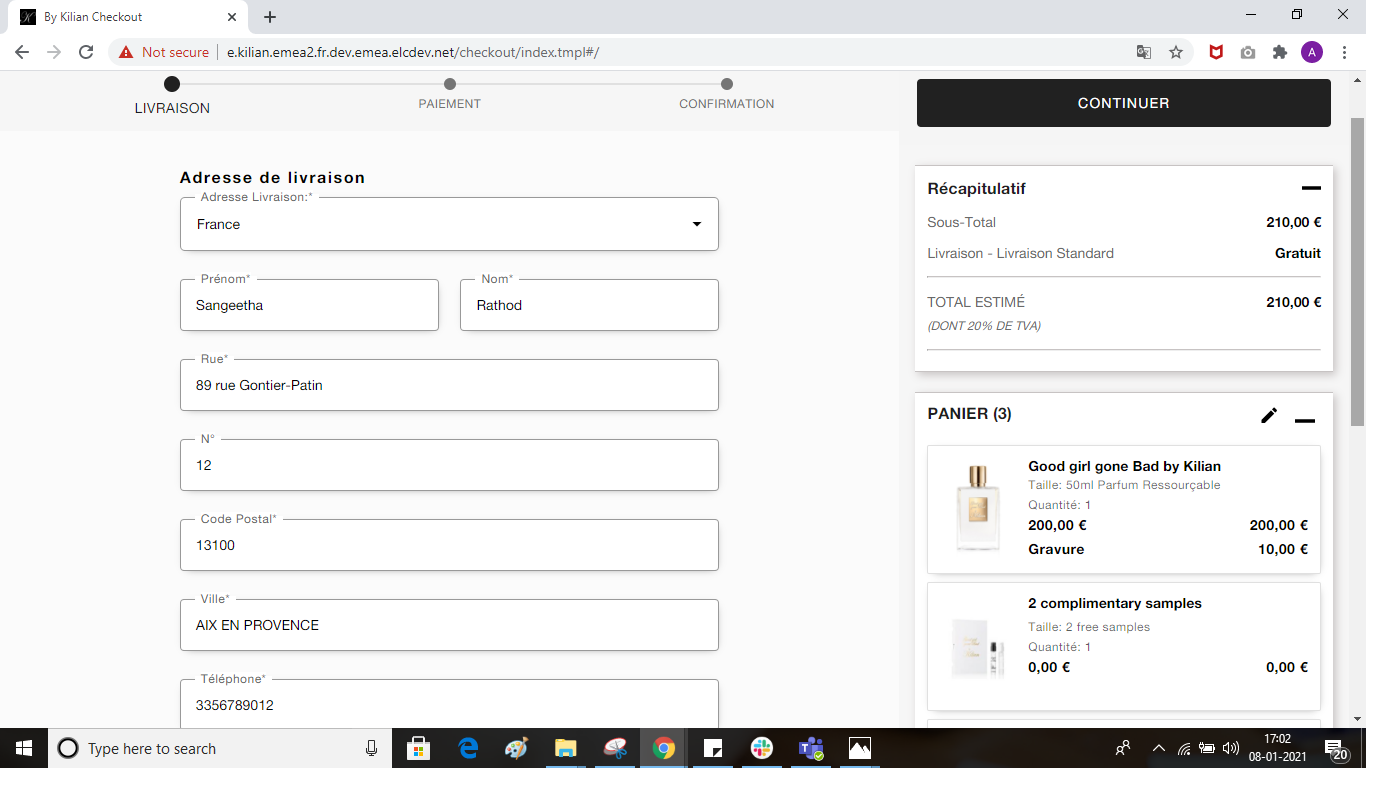 By Kilian Checkout
Not secure
e.kilian.emea2.fr.dev.emea.elcdev.net/checkout/index.tmpl#/
A
LIVRAISON
PAIEMENT
CONFIRMATION
Adresse de livraison
Adresse Livraison:*
France
Prénom*
Sangeetha
Nom*
Rathod
Rue*
89 rue Gontier-Patin
N°
12
Code Postal*
13100
Ville*
AIX EN PROVENCE
Téléphone*
3356789012
CONTINUER
Récapitulatif
Sous-Total 210,00 €
Livraison - Livraison Standard Gratuit
TOTAL ESTIMÉ 210,00 €
(DONT 20% DE TVA)
PANIER (3)
Good girl gone Bad by Kilian
Taille: 50ml Parfum Ressourçable
Quantité: 1
200,00 € 200,00 €
Gravure 10,00 €
2 complimentary samples
Taille: 2 free samples
Quantité: 1
0,00 € 0,00 €
Type here to search
17:02
08-01-2021
20